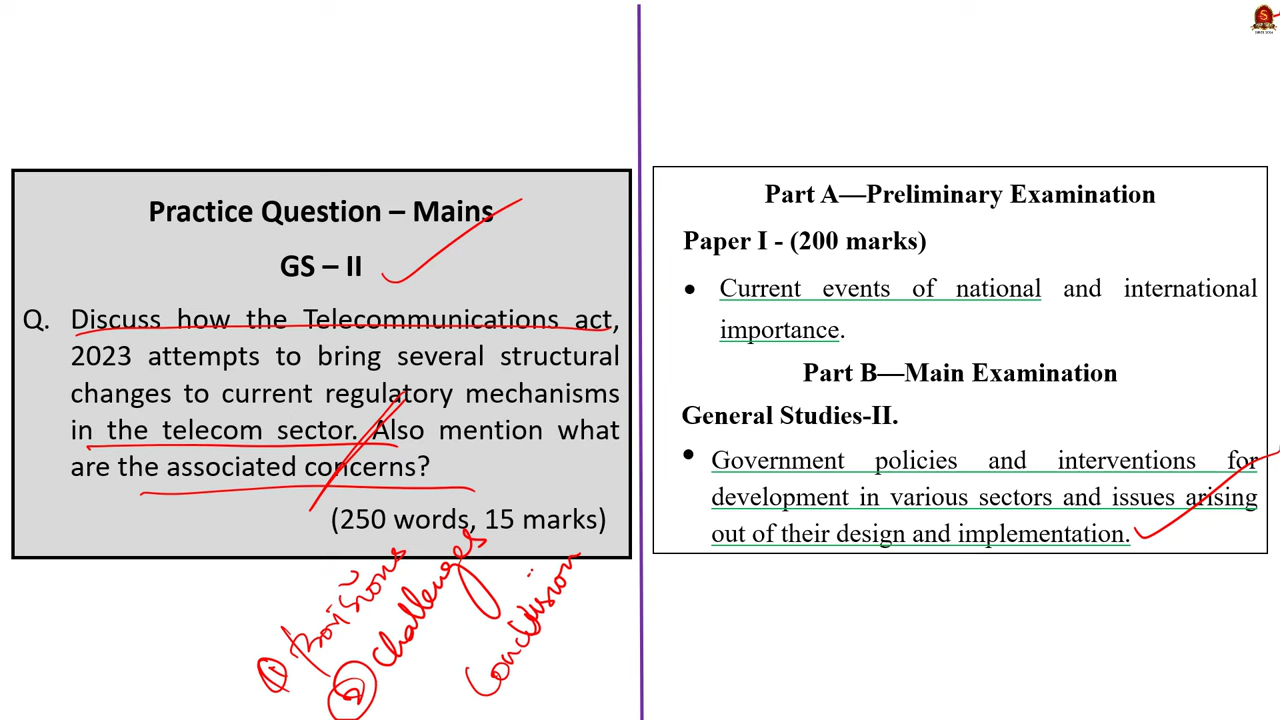 Practice Question – Mains
GS – II
Q. Discuss how the Telecommunications act,
2023 attempts to bring several structural
changes to current regulatory mechanisms
in the telecom sector. Also mention what
are the associated concerns?
(250 words, 15 marks)
① Provisions
② Challenges
Conclusion
Part A—Preliminary Examination
Paper I - (200 marks)
• Current events of national and international
importance.
Part B—Main Examination
General Studies-II.
• Government policies and interventions for
development in various sectors and issues arising
out of their design and implementation.